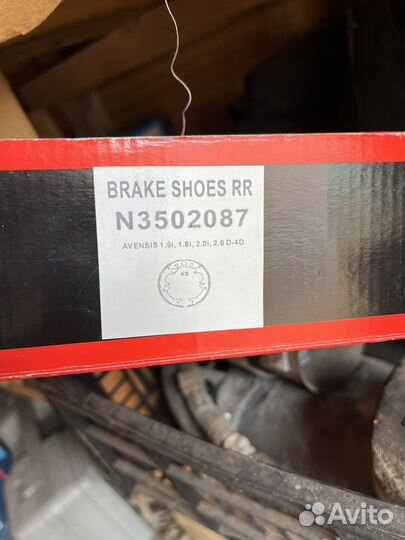 BRAKE SHOES RR
N3502087
AVENSIS 1.6i, 1.8i, 2.0i, 2.0 D-4D
Avito